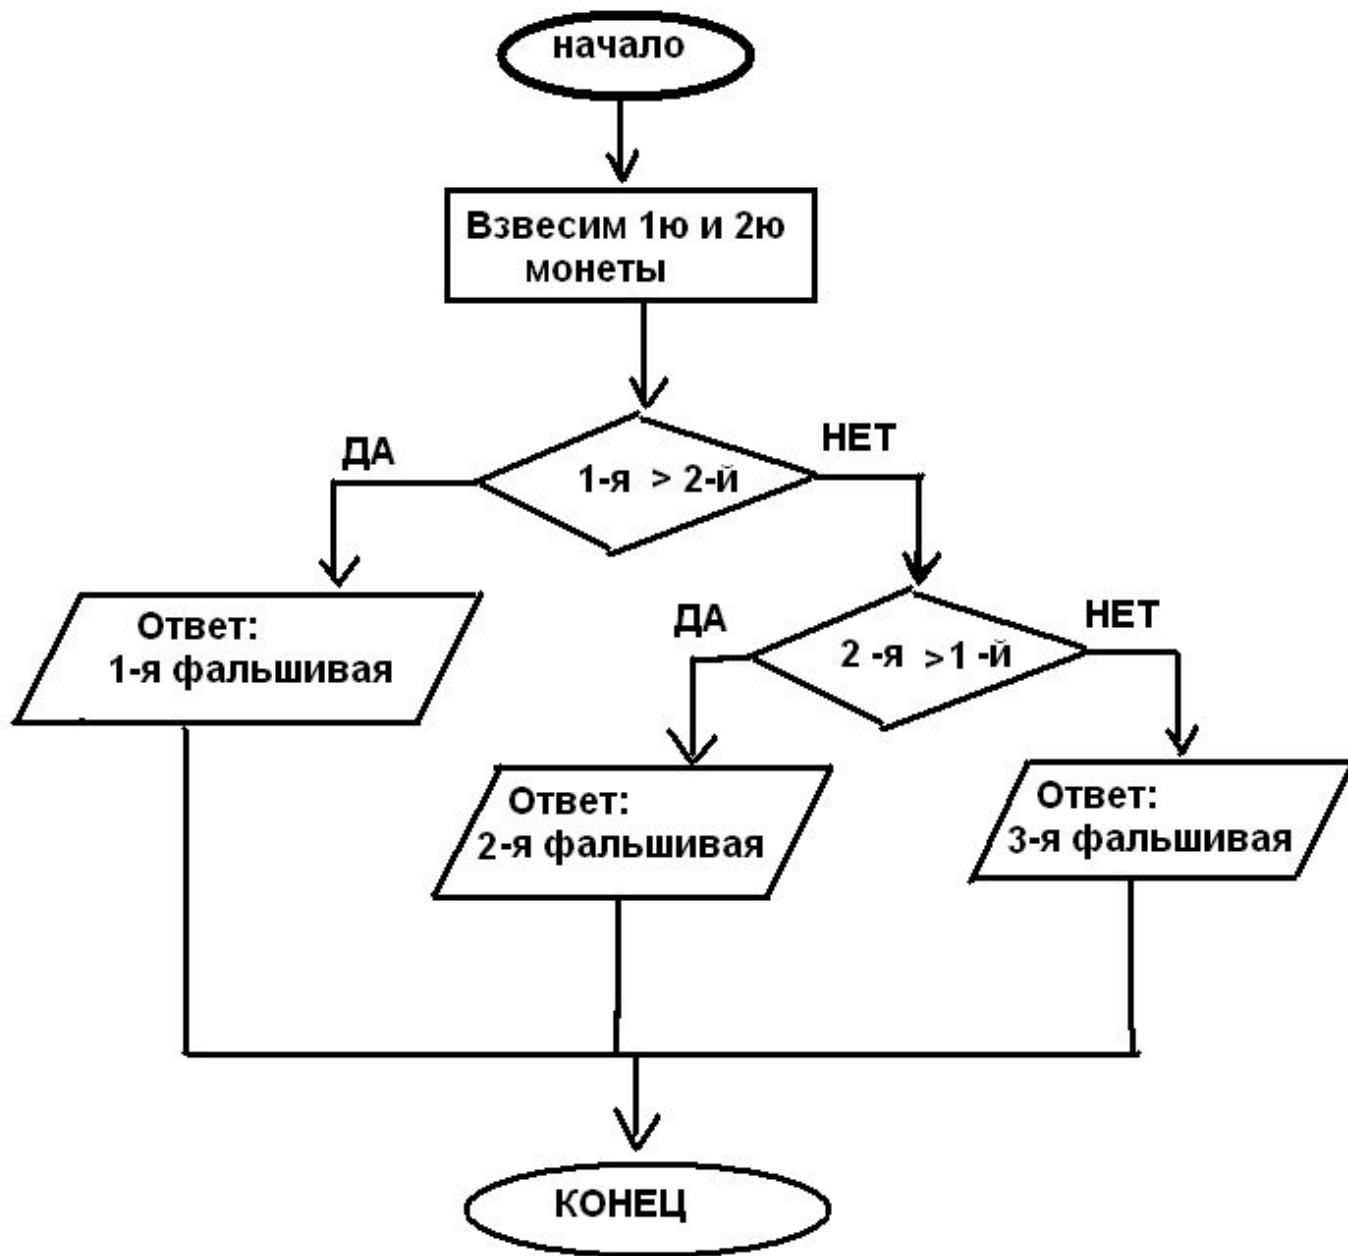 начало
Взвесим 1ю и 2ю
монеты
ДА
1-я > 2-й
НЕТ
Ответ:
1-я фальшивая
ДА
2 -я > 1 -й
НЕТ
Ответ:
2-я фальшивая
Ответ:
3-я фальшивая
КОНЕЦ